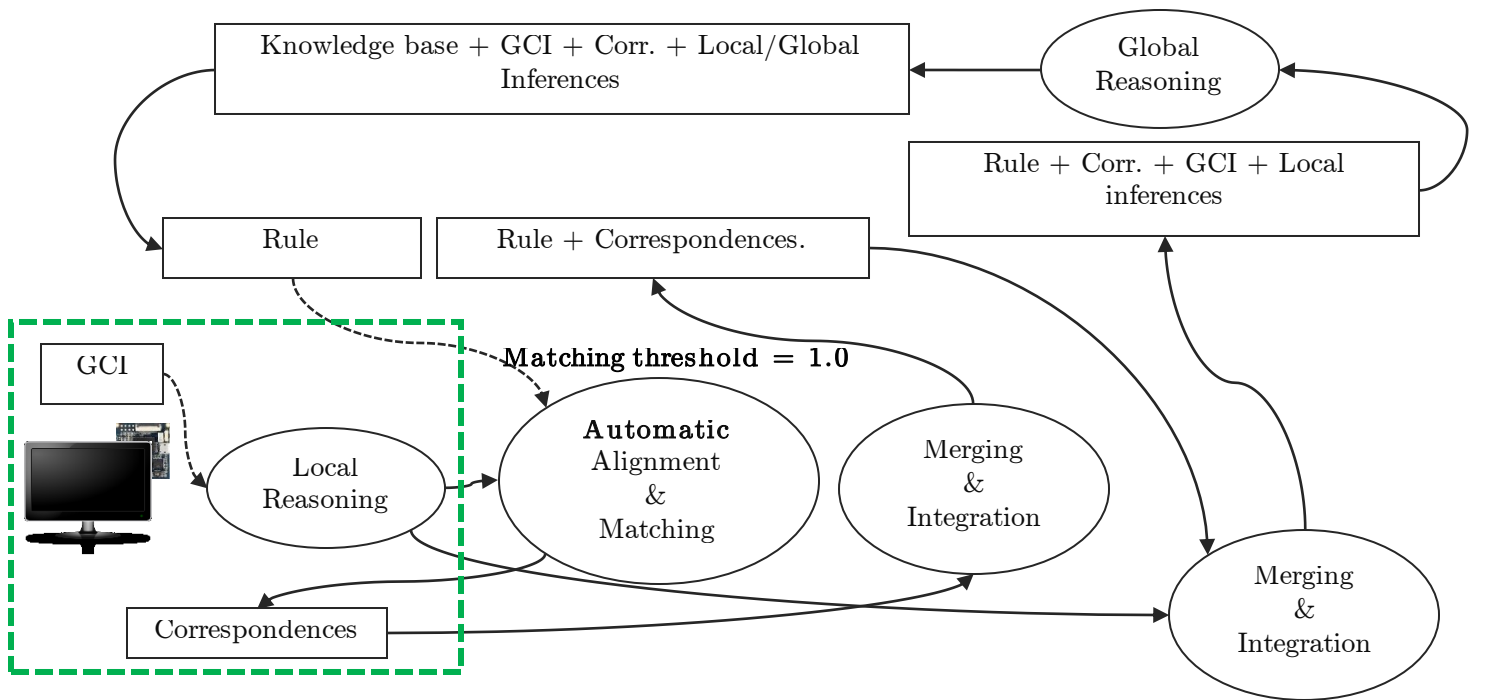 Knowledge base + GCI + Corr. + Local/Global
Inferences
Global
Reasoning
Rule + Corr. + GCI + Local
inferences
Rule
Rule + Correspondences.
GCI
Matching threshold = 1.0
Local
Reasoning
Automatic
Alignment
&
Matching
Merging
&
Integration
Correspondences
Merging
&
Integration